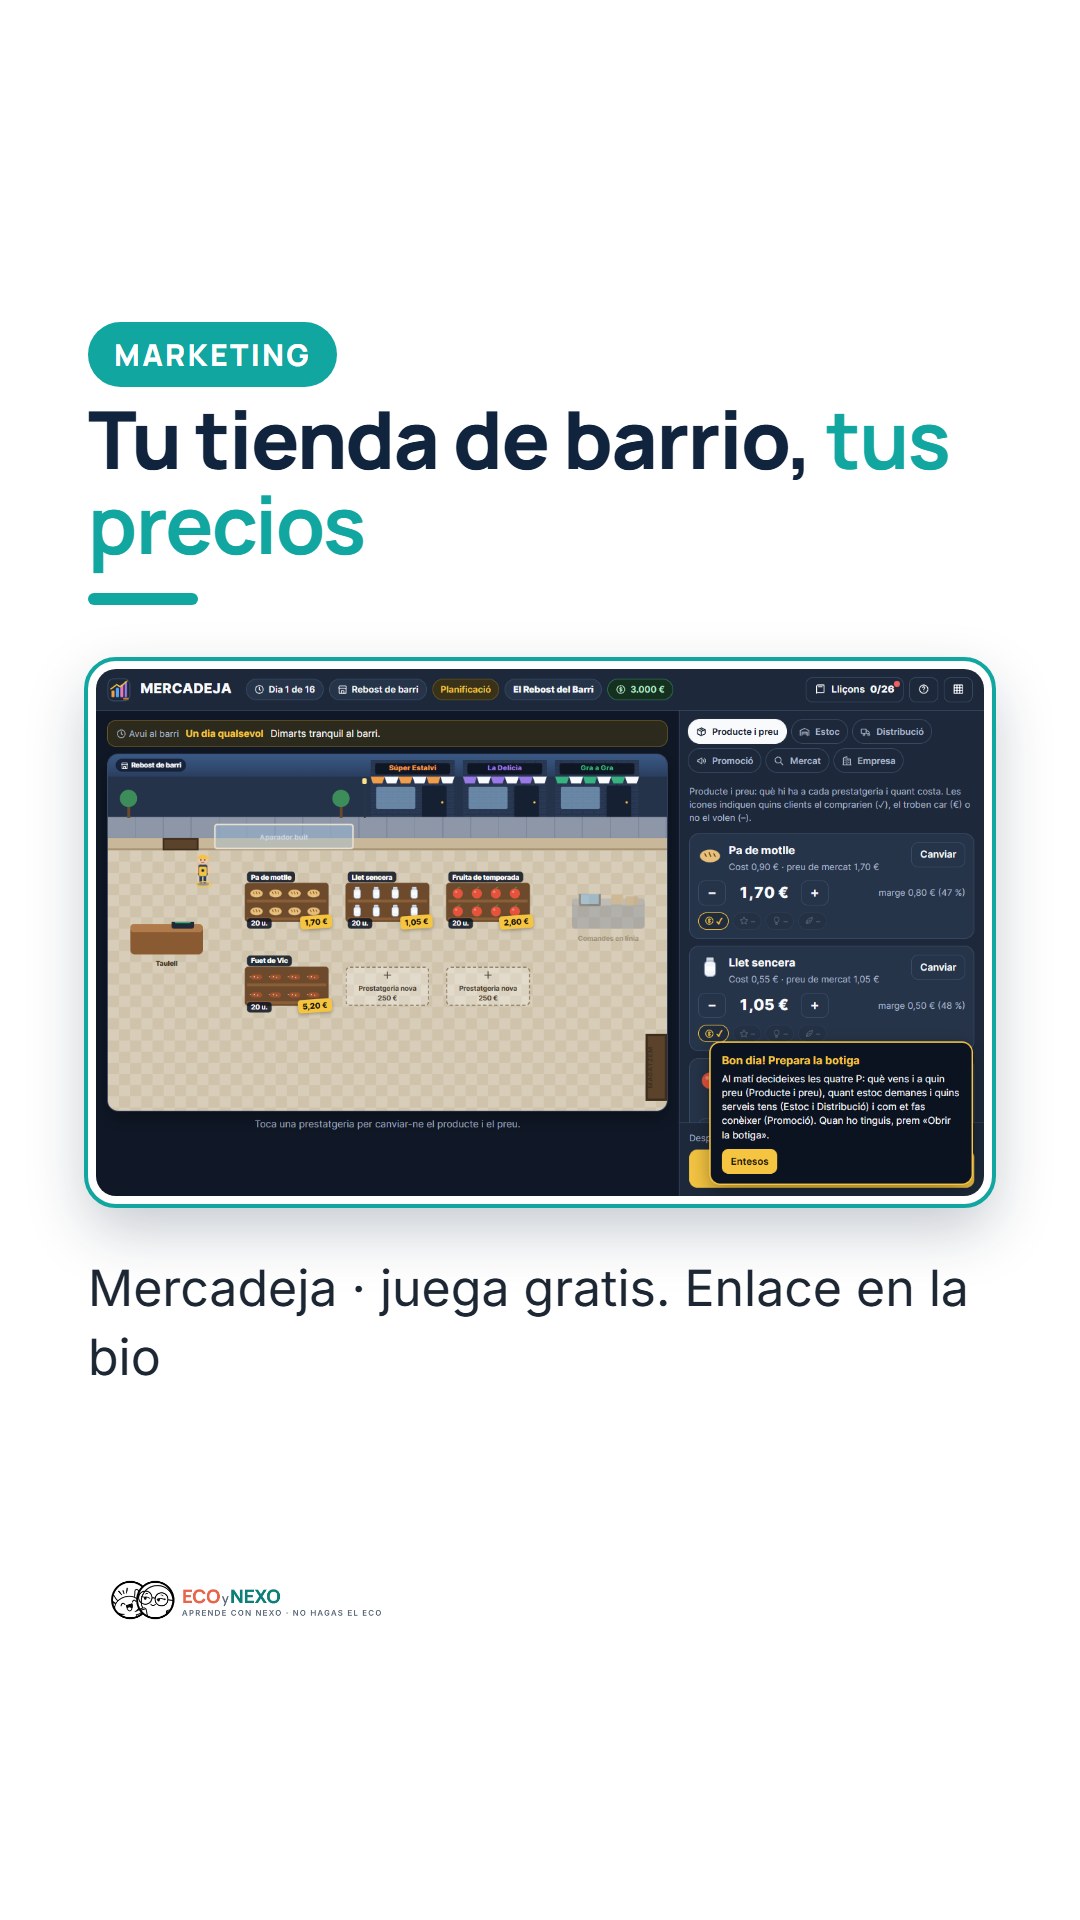 MARKETING
Tu tienda de barrio, tus
precios
MERCADEJA
Dia 1 de 16
Rebost de barri
Planificació
El Rebost del Barri
3.000 €
Lliçons 0/26
Avui al barri Un dia qualsevol Dimarts tranquil al barri.
Rebost de barri
Súper Estalvi
La Delícia
Gra a Gra
Aparador buit
Pa de motlle
Llet sencera
Fruita de temporada
20 u. 1,70 €
20 u. 1,05 €
20 u. 2,60 €
Comandes en línia
Taulell
Fuet de Vic
20 u. 5,20 €
+
Prestatgeria nova
250 €
+
Prestatgeria nova
250 €
Toca una prestatgeria per canviar-ne el producte i el preu.
Producte i preu
Estoc
Distribució
Promoció
Mercat
Empresa
Producte i preu: què hi ha a cada prestatgeria i quant costa. Les
icones indiquen quins clients el comprarien (✓), el troben car (€) o
no el volen (–).
Pa de motlle
Cost 0,90 € · preu de mercat 1,70 €
Canviar
− 1,70 € +
marge 0,80 € (47 %)
Llet sencera
Cost 0,55 € · preu de mercat 1,05 €
Canviar
− 1,05 € +
marge 0,50 € (48 %)
Bon dia! Prepara la botiga
Al matí decideixes les quatre P: què vens i a quin
preu (Producte i preu), quant estoc demanes i quins
serveis tens (Estoc i Distribució) i com et fas
conèixer (Promoció). Quan ho tinguis, prem «Obrir
la botiga».
Entesos
Desp
Mercadeja · juega gratis. Enlace en la
bio
ECOyNEXO
APRENDE CON NEXO · NO HAGAS EL ECO